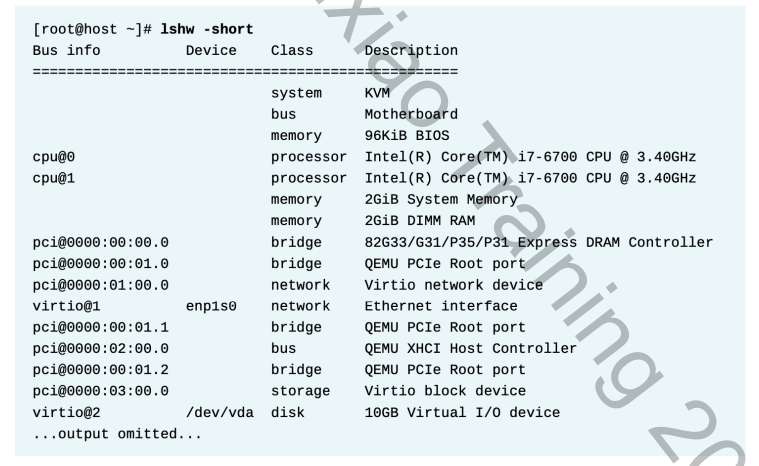 [root@host ~]# lshw -short
Bus info          Device    Class      Description
==================================================
                            system     KVM
                            bus        Motherboard
                            memory     96KiB BIOS
cpu@0                       processor  Intel(R) Core(TM) i7-6700 CPU @ 3.40GHz
cpu@1                       processor  Intel(R) Core(TM) i7-6700 CPU @ 3.40GHz
                            memory     2GiB System Memory
                            memory     2GiB DIMM RAM
pci@0000:00:00.0            bridge     82G33/G31/P35/P31 Express DRAM Controller
pci@0000:00:01.0            bridge     QEMU PCIe Root port
pci@0000:01:00.0            network    Virtio network device
virtio@1          enp1s0    network    Ethernet interface
pci@0000:00:01.1            bridge     QEMU PCIe Root port
pci@0000:02:00.0            bus        QEMU XHCI Host Controller
pci@0000:00:01.2            bridge     QEMU PCIe Root port
pci@0000:03:00.0            storage    Virtio block device
virtio@2          /dev/vda  disk       10GB Virtual I/O device
...output omitted...
Training